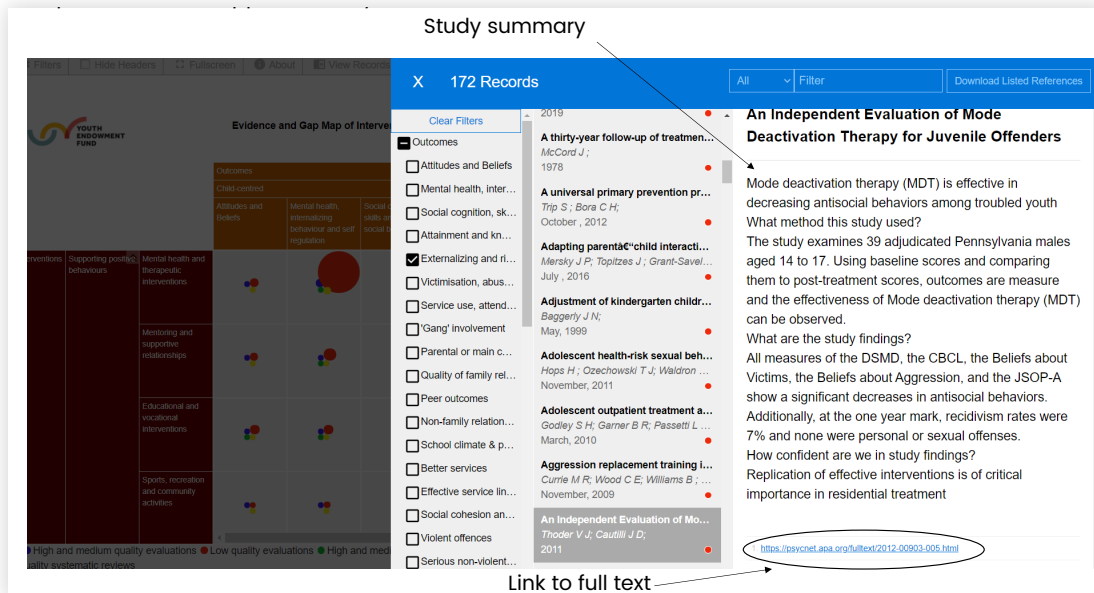 Study summary
Filters
Hide Headers
Fullscreen
About
View Records
X
172 Records
All
Filter
Download Listed References
YOUTH
ENDOWMENT
FUND
Evidence and Gap Map of Interve
Outcomes
Child-centred
Attitudes and
Beliefs
Mental health,
internalizing
behaviour and self
regulation
Social c
skills an
social b
erventions
Supporting positive
behaviours
Mental health and
therapeutic
interventions
Mentoring and
supportive
relationships
Educational and
vocational
interventions
Sports, recreation
and community
activities
High and medium quality evaluations
Low quality evaluations
High and medi
uality systematic reviews
Clear Filters
Outcomes
Attitudes and Beliefs
Mental health, inter...
Social cognition, sk...
Attainment and kn...
Externalizing and ri...
Victimisation, abus...
Service use, attend...
'Gang' involvement
Parental or main c...
Quality of family rel...
Peer outcomes
Non-family relation...
School climate & p...
Better services
Effective service lin...
Social cohesion an...
Violent offences
Serious non-violent...
2019
A thirty-year follow-up of treatmen...
McCord J ;
1978
A universal primary prevention pr...
Trip S ; Bora C H;
October , 2012
Adapting parentâ€“child interacti...
Mersky J P; Topitzes J ; Grant-Savel...
July , 2016
Adjustment of kindergarten childr...
Baggerly J N;
May, 1999
Adolescent health-risk sexual beh...
Hops H ; Ozechowski T J; Waldron ...
November, 2011
Adolescent outpatient treatment a...
Godley S H; Garner B R; Passetti L ...
March, 2010
Aggression replacement training i...
Currie M R; Wood C E; Williams B ; ...
November, 2009
An Independent Evaluation of Mo...
Thoder V J; Cautilli J D;
2011
An Independent Evaluation of Mode
Deactivation Therapy for Juvenile Offenders
Mode deactivation therapy (MDT) is effective in
decreasing antisocial behaviors among troubled youth
What method this study used?
The study examines 39 adjudicated Pennsylvania males
aged 14 to 17. Using baseline scores and comparing
them to post-treatment scores, outcomes are measure
and the effectiveness of Mode deactivation therapy (MDT)
can be observed.
What are the study findings?
All measures of the DSMD, the CBCL, the Beliefs about
Victims, the Beliefs about Aggression, and the JSOP-A
show a significant decreases in antisocial behaviors.
Additionally, at the one year mark, recidivism rates were
7% and none were personal or sexual offenses.
How confident are we in study findings?
Replication of effective interventions is of critical
importance in residential treatment
https://psycnet.apa.org/fulltext/2012-00903-005.html
Link to full text